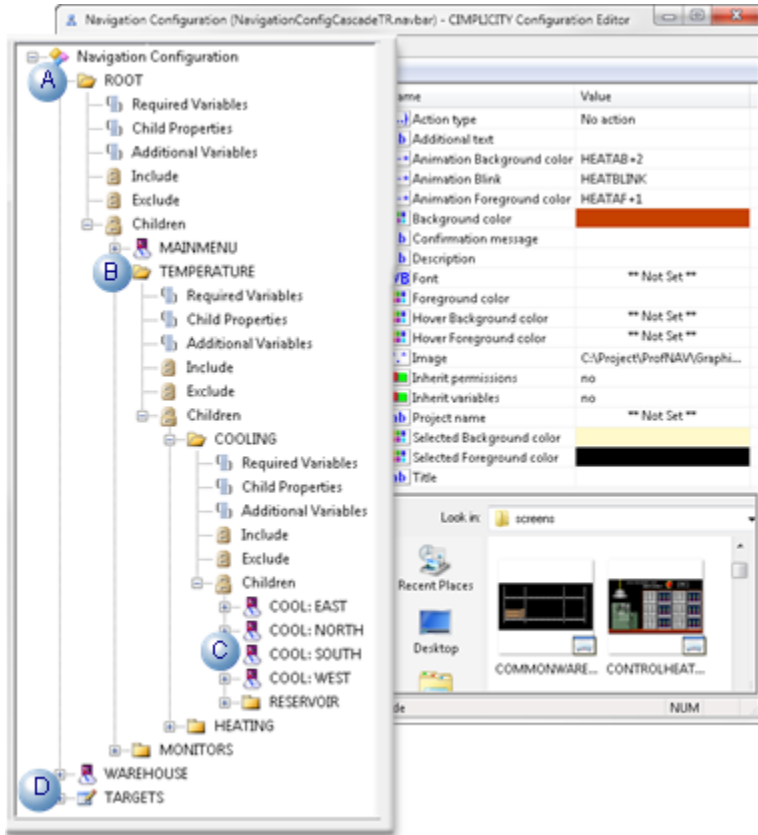 Navigation Configuration (NavigationConfigCascadeTR.navbar) - CIMPLICITY Configuration Editor
Navigation Configuration
A
ROOT
Required Variables
Child Properties
Additional Variables
Include
Exclude
Children
MAINMENU
B
TEMPERATURE
Required Variables
Child Properties
Additional Variables
Include
Exclude
Children
COOLING
Required Variables
Child Properties
Additional Variables
Include
Exclude
Children
COOL: EAST
COOL: NORTH
C
COOL: SOUTH
COOL: WEST
RESERVOIR
HEATING
MONITORS
WAREHOUSE
D
TARGETS
ame Value
Action type No action
Additional text
Animation Background color HEATAB+2
Animation Blink HEATBLINK
Animation Foreground color HEATAF+1
Background color
Confirmation message
Description
Font ** Not Set **
Foreground color
Hover Background color ** Not Set **
Hover Foreground color ** Not Set **
Image C:\Project\ProfNAV\Graphi...
Inherit permissions no
Inherit variables no
Project name ** Not Set **
Selected Background color
Selected Foreground color
Title
Look in: screens
Recent Places
Desktop
COMMONWARE... CONTROLHEAT...
de NUM